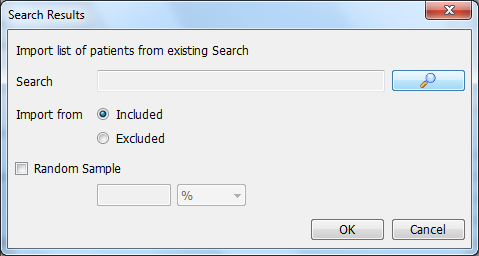 Search Results
Import list of patients from existing Search
Search
Import from Included
Excluded
Random Sample
%
OK Cancel